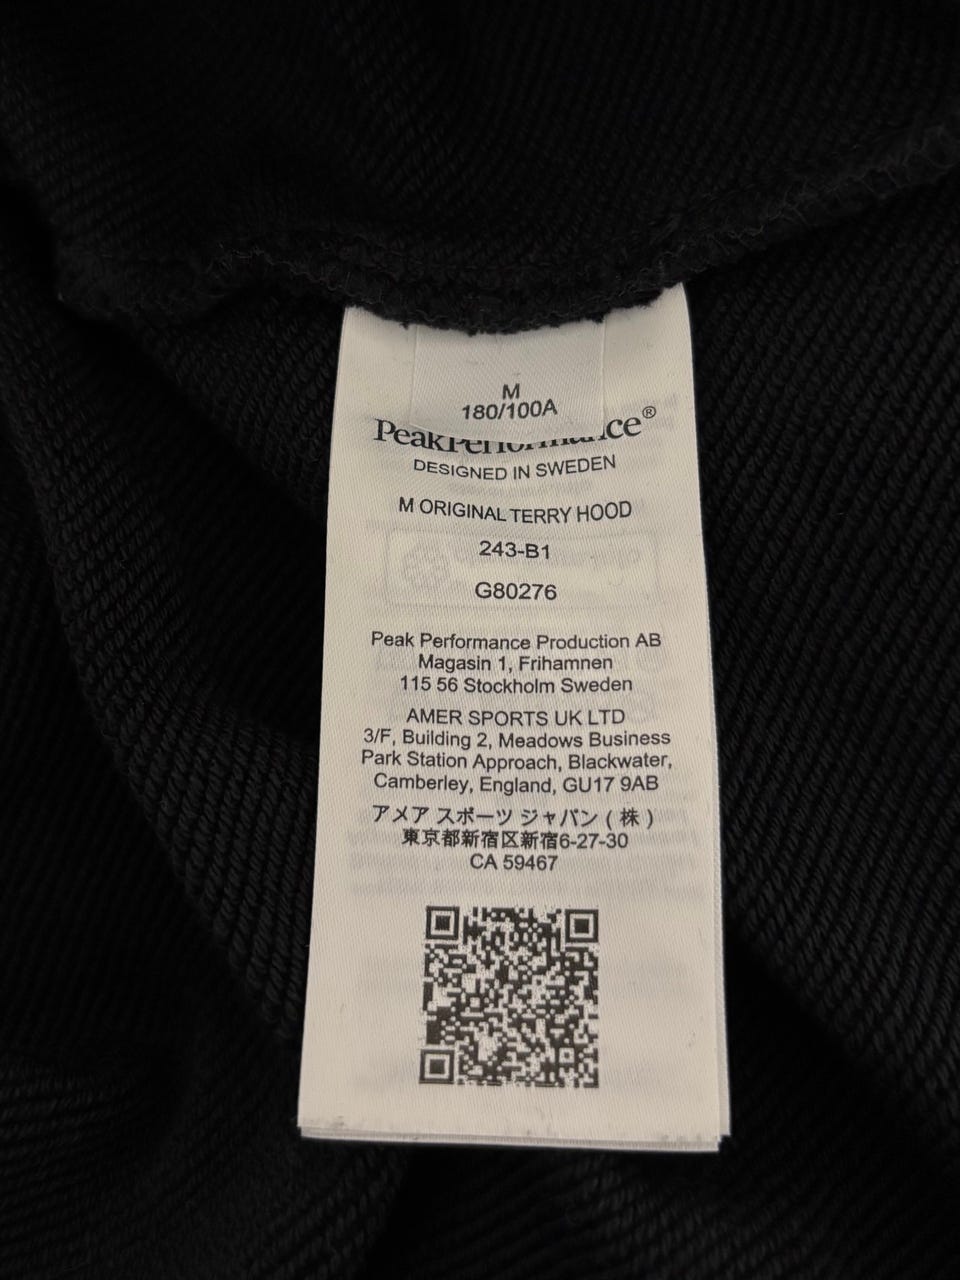 M
180/100A
PeakPerformance®
DESIGNED IN SWEDEN
M ORIGINAL TERRY HOOD
243-B1
G80276
Peak Performance Production AB
Magasin 1, Frihamnen
115 56 Stockholm Sweden
AMER SPORTS UK LTD
3/F, Building 2, Meadows Business
Park Station Approach, Blackwater,
Camberley, England, GU17 9AB
アメア スポーツ ジャパン ( 株 )
東京都新宿区新宿6-27-30
CA 59467